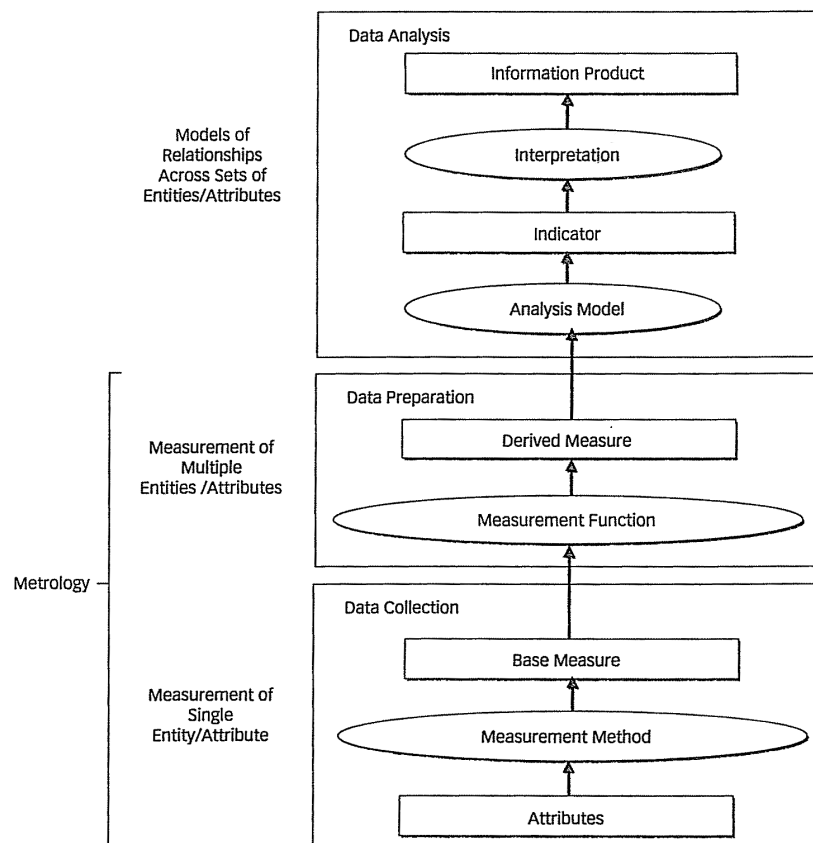 Data Analysis
Information Product
Models of
Relationships
Across Sets of
Entities/Attributes
Interpretation
Indicator
Analysis Model
Data Preparation
Derived Measure
Measurement of
Multiple
Entities /Attributes
Measurement Function
Metrology
Data Collection
Base Measure
Measurement of
Single
Entity/Attribute
Measurement Method
Attributes